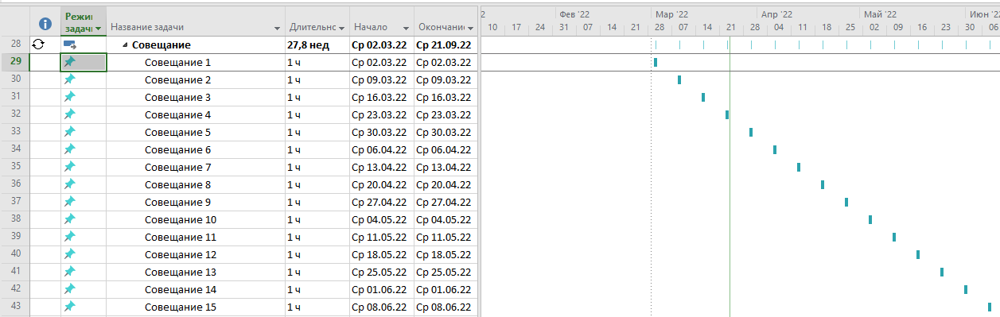 Режим задачи Название задачи Длительно Начало Окончание
2 Фев '22 Мар '22 Апр '22 Май '22 Июн '22
10 17 24 31 07 14 21 28 07 14 21 28 04 11 18 25 02 09 16 23 30 06
28 Совещание 27,8 нед Ср 02.03.22 Ср 21.09.22
29 Совещание 1 1 ч Ср 02.03.22 Ср 02.03.22
30 Совещание 2 1 ч Ср 09.03.22 Ср 09.03.22
31 Совещание 3 1 ч Ср 16.03.22 Ср 16.03.22
32 Совещание 4 1 ч Ср 23.03.22 Ср 23.03.22
33 Совещание 5 1 ч Ср 30.03.22 Ср 30.03.22
34 Совещание 6 1 ч Ср 06.04.22 Ср 06.04.22
35 Совещание 7 1 ч Ср 13.04.22 Ср 13.04.22
36 Совещание 8 1 ч Ср 20.04.22 Ср 20.04.22
37 Совещание 9 1 ч Ср 27.04.22 Ср 27.04.22
38 Совещание 10 1 ч Ср 04.05.22 Ср 04.05.22
39 Совещание 11 1 ч Ср 11.05.22 Ср 11.05.22
40 Совещание 12 1 ч Ср 18.05.22 Ср 18.05.22
41 Совещание 13 1 ч Ср 25.05.22 Ср 25.05.22
42 Совещание 14 1 ч Ср 01.06.22 Ср 01.06.22
43 Совещание 15 1 ч Ср 08.06.22 Ср 08.06.22